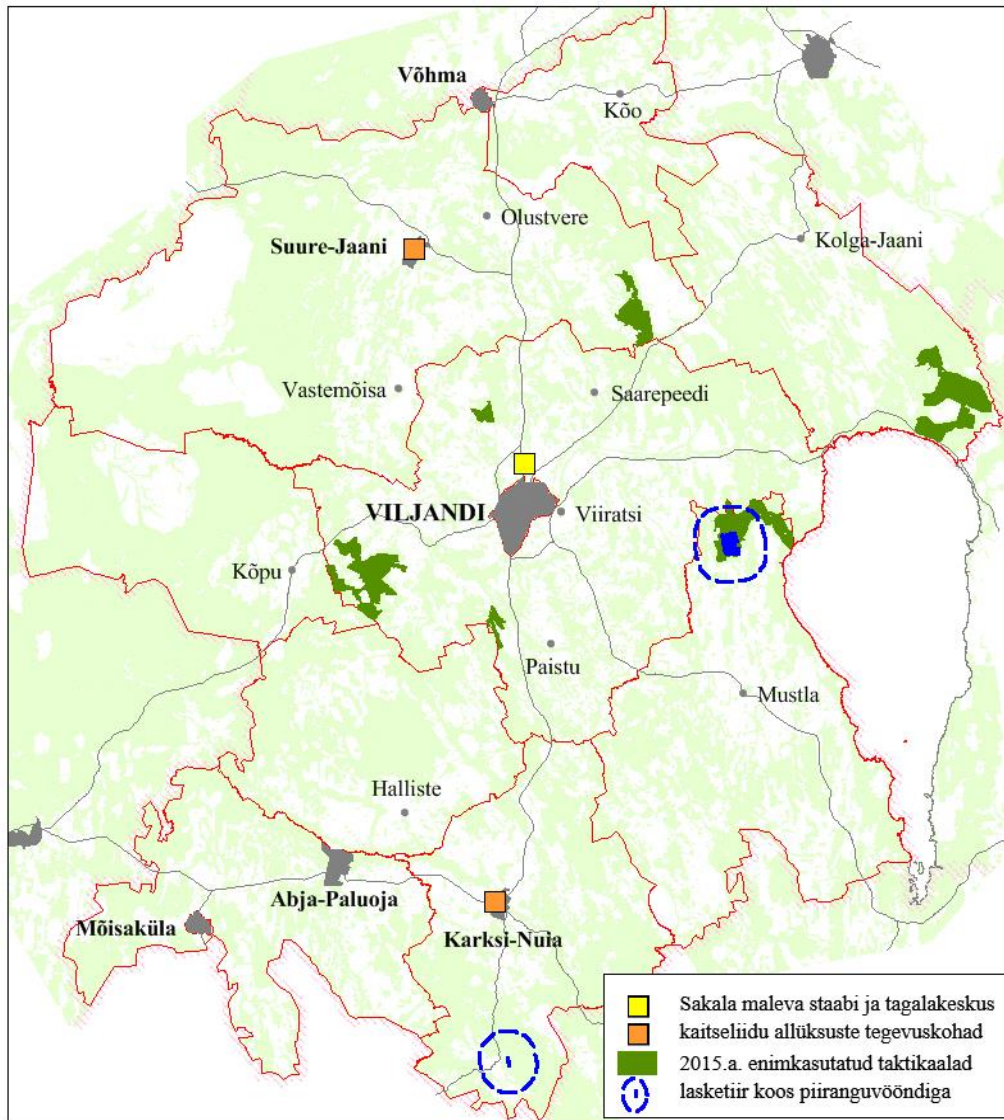 Võhma
Kõo
Olustvere
Suure-Jaani
Kolga-Jaani
Vastemõisa
Saarepeedi
VILJANDI
Viiratsi
Kõpu
Paistu
Mustla
Halliste
Abja-Paluoja
Mõisaküla
Karksi-Nuia
Sakala maleva staabi ja tagalakeskus
kaitseliidu allüksuste tegevuskohad
2015.a. enimkasutatud taktikaalad
lasketiir koos piiranguvööndiga